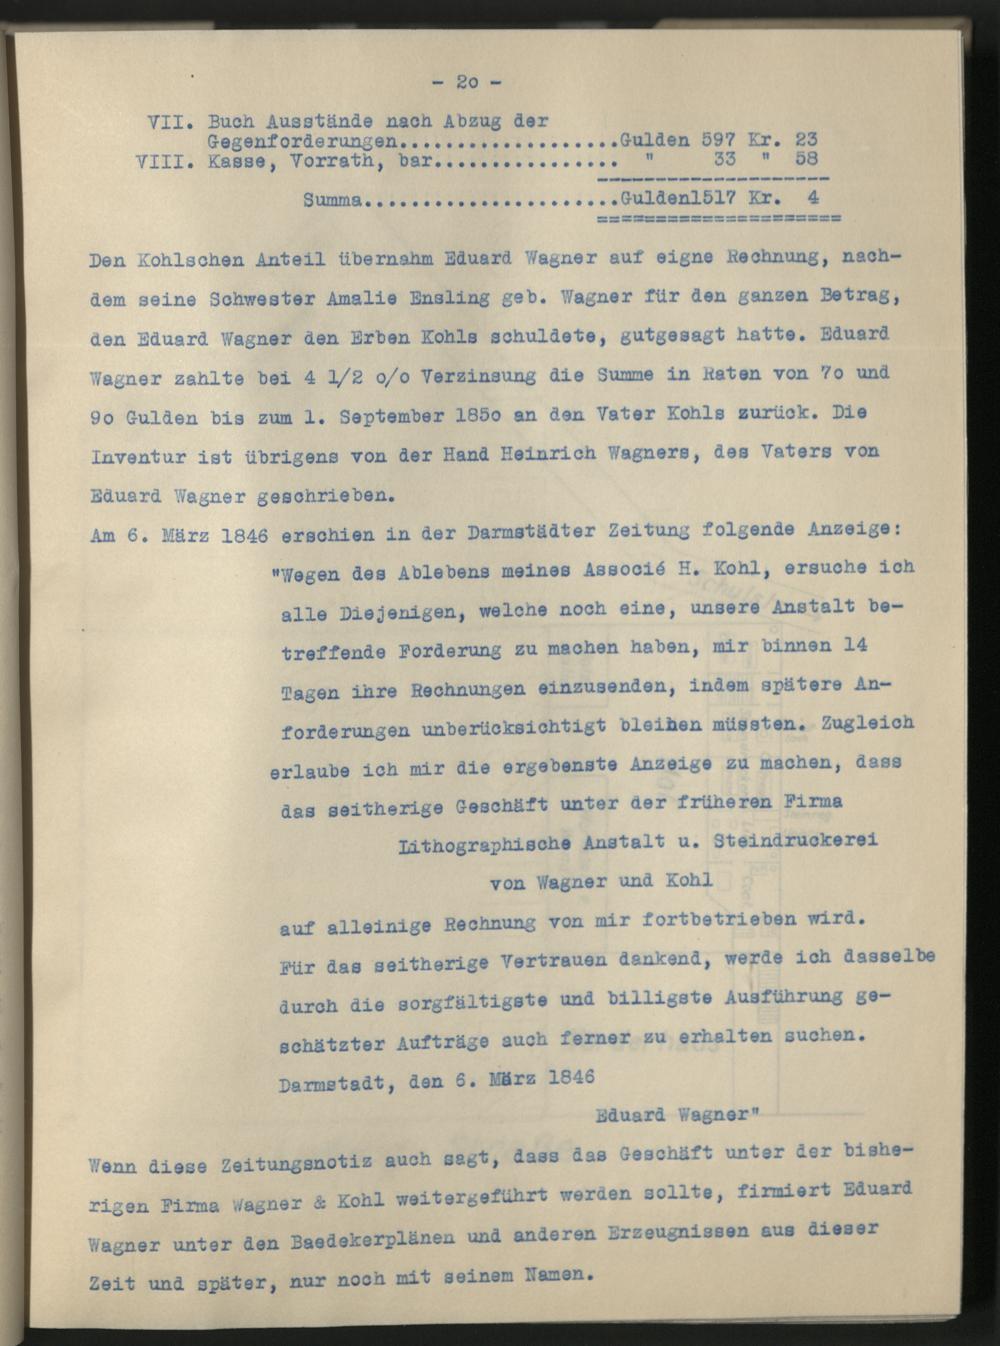 - 2o -
VII. Buch Ausstände nach Abzug der
Gegenforderungen...................Gulden 597 Kr. 23
VIII. Kasse, Vorrath, bar................ " 33 " 58
Summa......................Gulden1517 Kr. 4
Den Kohlschen Anteil übernahm Eduard Wagner auf eigne Rechnung, nach-
dem seine Schwester Amalie Ensling geb. Wagner für den ganzen Betrag,
den Eduard Wagner den Erben Kohls schuldete, gutgesagt hatte. Eduard
Wagner zahlte bei 4 1/2 o/o Verzinsung die Summe in Raten von 7o und
9o Gulden bis zum 1. September 185o an den Vater Kohls zurück. Die
Inventur ist übrigens von der Hand Heinrich Wagners, des Vaters von
Eduard Wagner geschrieben.
Am 6. März 1846 erschien in der Darmstädter Zeitung folgende Anzeige:
"Wegen des Ablebens meines Associé H. Kohl, ersuche ich
alle Diejenigen, welche noch eine, unsere Anstalt be-
treffende Forderung zu machen haben, mir binnen 14
Tagen ihre Rechnungen einzusenden, indem spätere An-
forderungen unberücksichtigt bleiben müssten. Zugleich
erlaube ich mir die ergebenste Anzeige zu machen, dass
das seitherige Geschäft unter der früheren Firma
Lithographische Anstalt u. Steindruckerei
von Wagner und Kohl
auf alleinige Rechnung von mir fortbetrieben wird.
Für das seitherige Vertrauen dankend, werde ich dasselbe
durch die sorgfältigste und billigste Ausführung ge-
schätzter Aufträge auch ferner zu erhalten suchen.
Darmstadt, den 6. März 1846
Eduard Wagner"
Wenn diese Zeitungsnotiz auch sagt, dass das Geschäft unter der bishe-
rigen Firma Wagner & Kohl weitergeführt werden sollte, firmiert Eduard
Wagner unter den Baedekerplänen und anderen Erzeugnissen aus dieser
Zeit und später, nur noch mit seinem Namen.